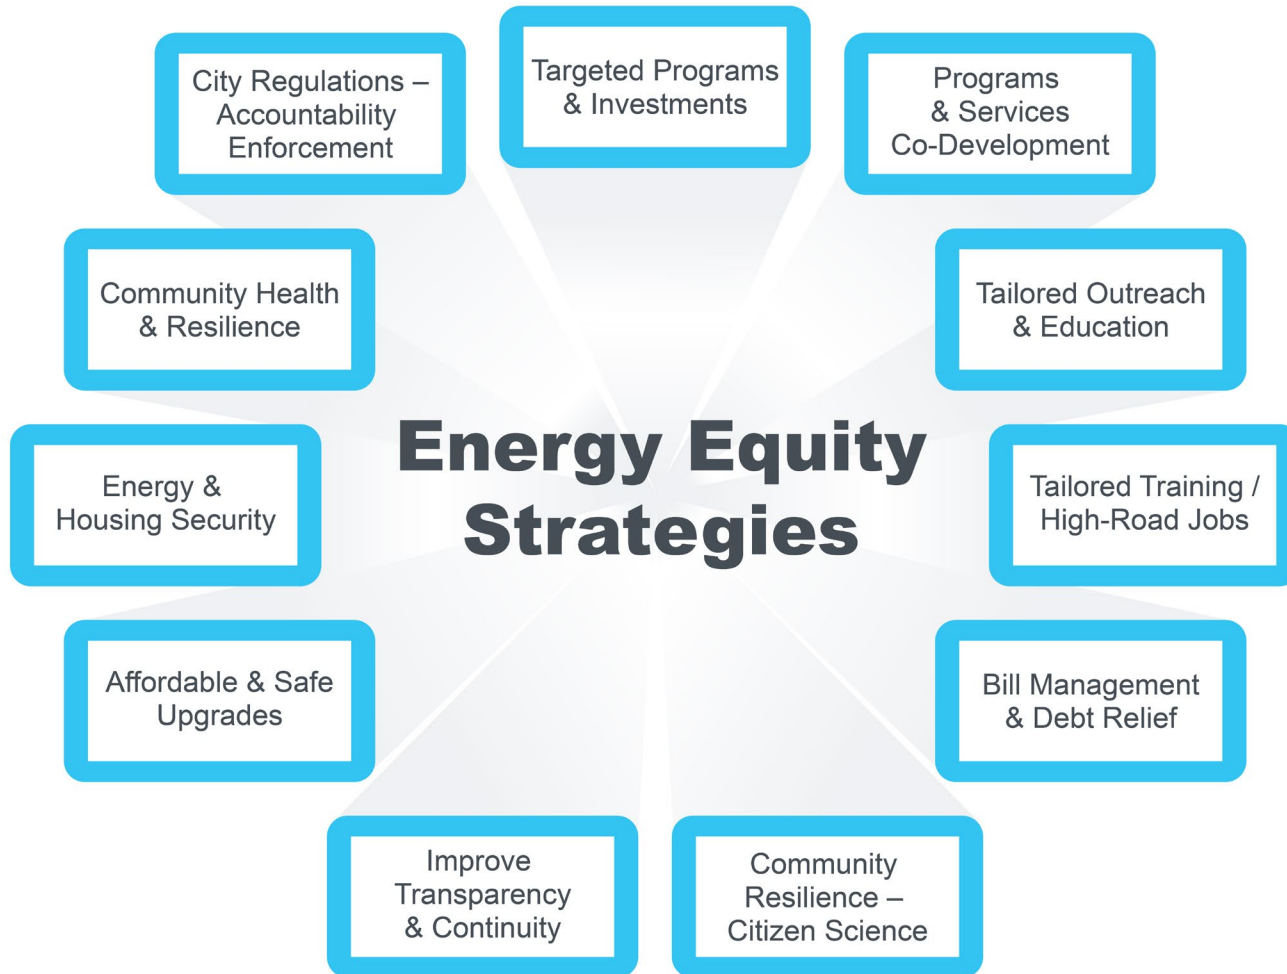 Targeted Programs
& Investments
Programs
& Services
Co-Development
Tailored Outreach
& Education
Tailored Training /
High-Road Jobs
Bill Management
& Debt Relief
Community
Resilience –
Citizen Science
Improve
Transparency
& Continuity
Affordable & Safe
Upgrades
Energy &
Housing Security
Community Health
& Resilience
City Regulations –
Accountability
Enforcement
Energy Equity
Strategies